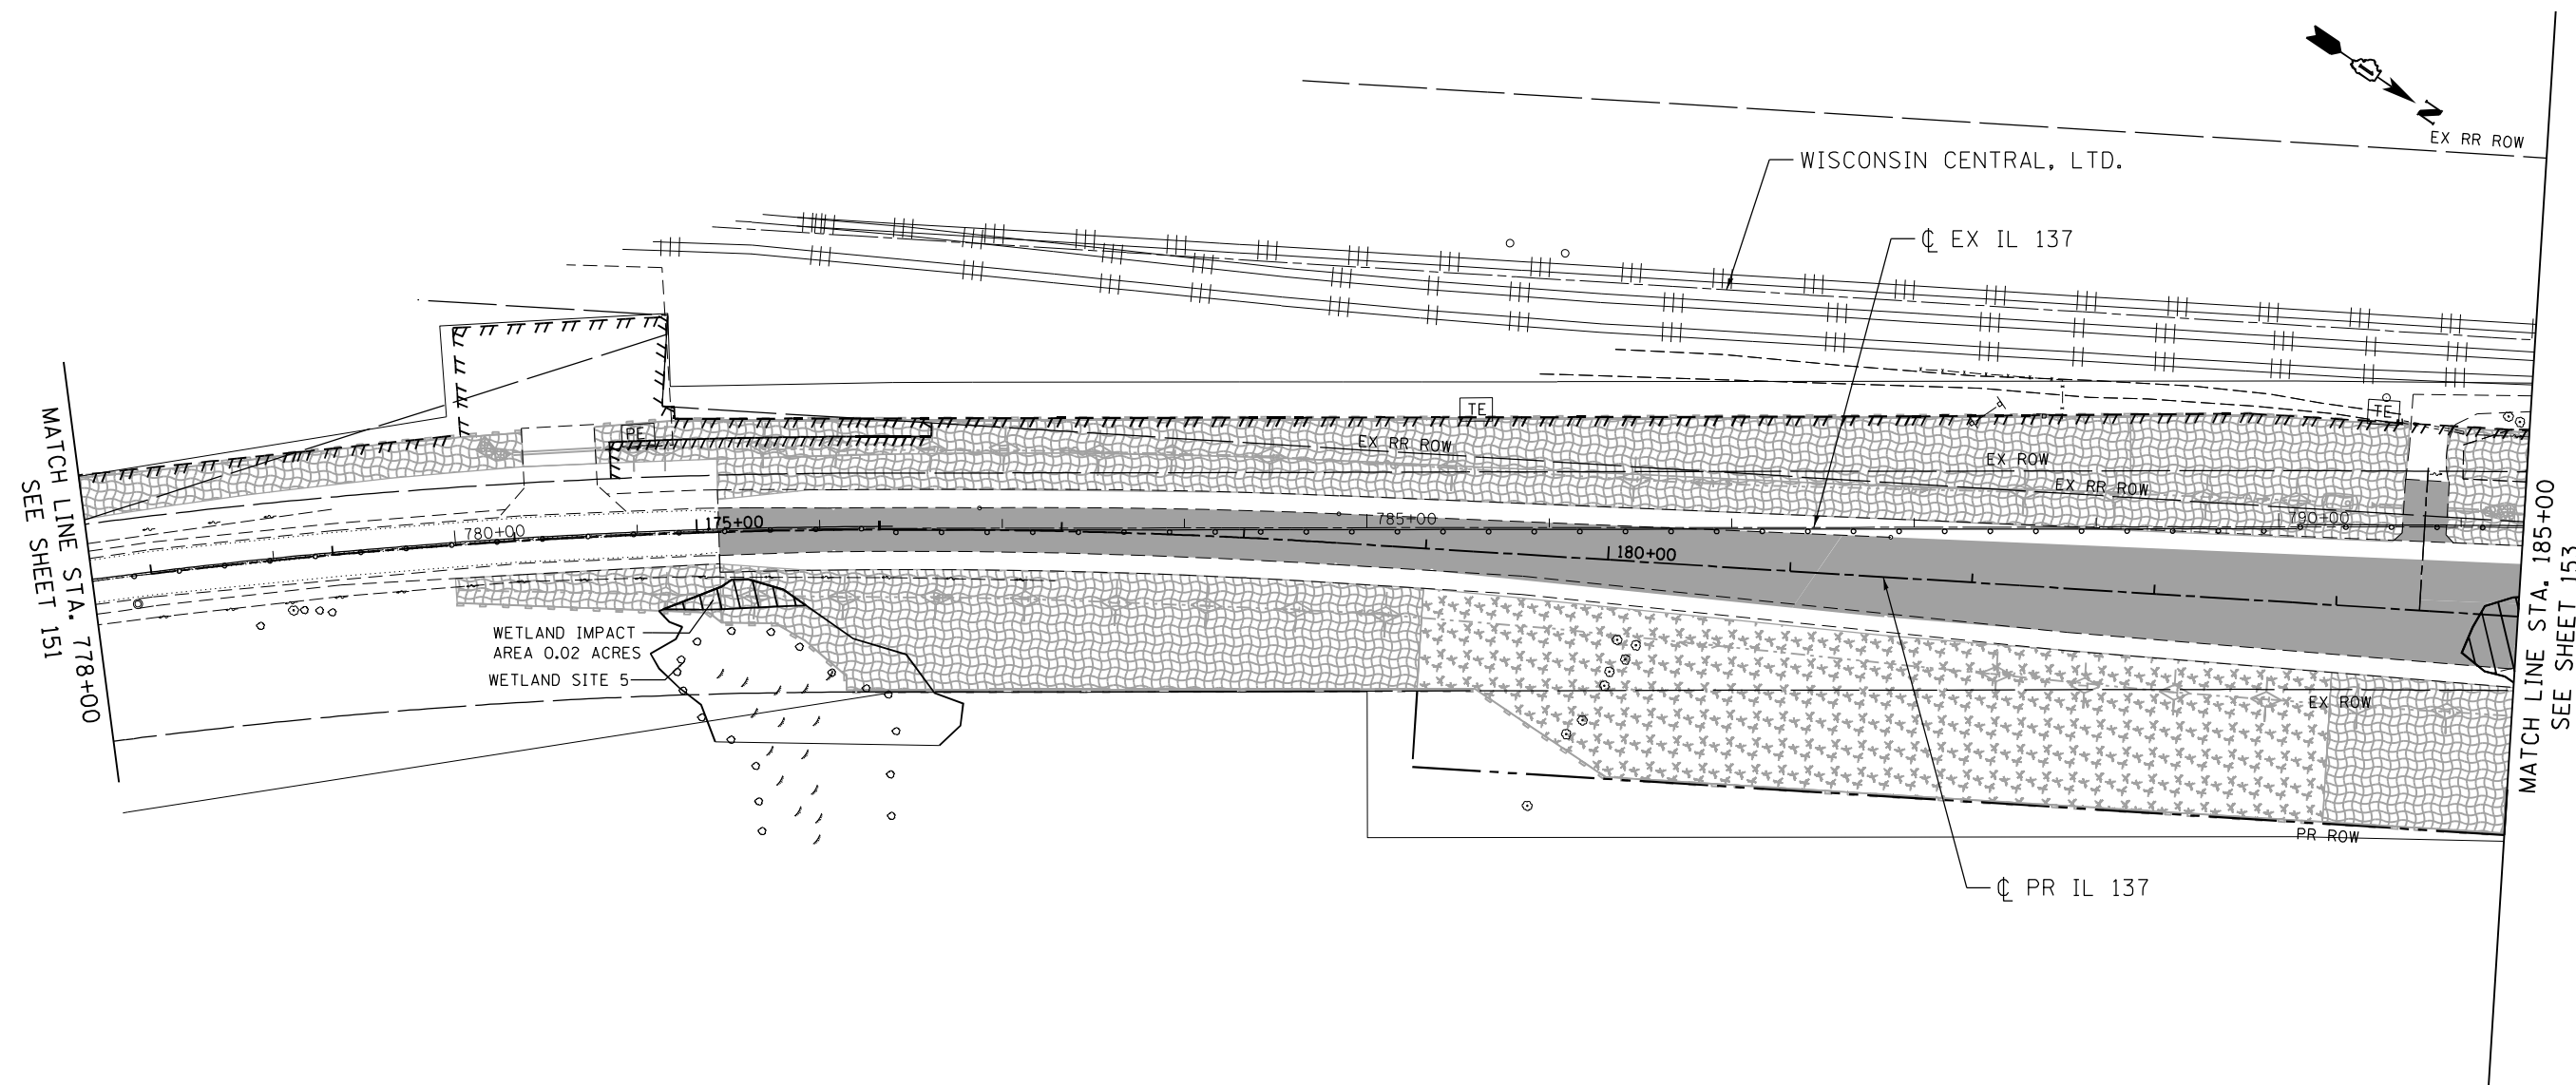 N
EX RR ROW
WISCONSIN CENTRAL, LTD.
℄ EX IL 137
TE
TE
PE
EX RR ROW
EX ROW
EX RR ROW
MATCH LINE STA. 778+00
SEE SHEET 151
780+00
175+00
785+00
790+00
180+00
MATCH LINE STA. 185+00
SEE SHEET 153
WETLAND IMPACT
AREA 0.02 ACRES
WETLAND SITE 5
EX ROW
PR ROW
℄ PR IL 137